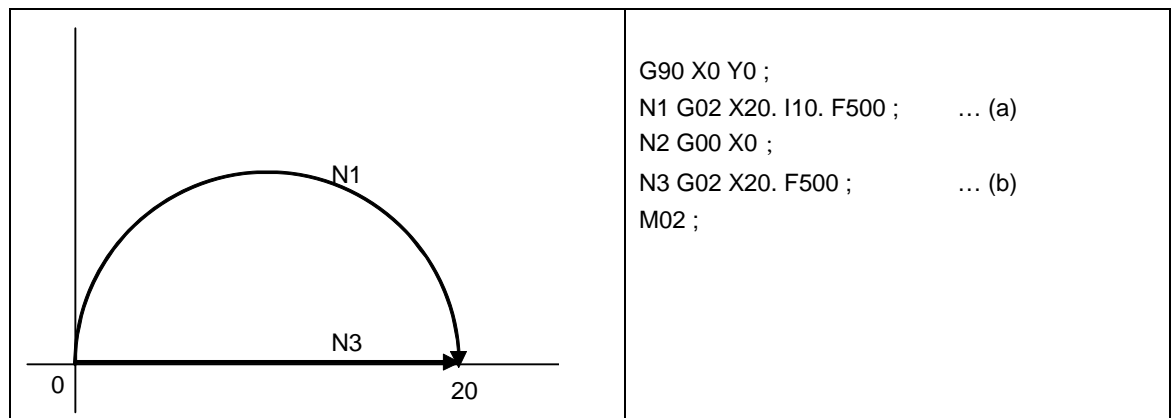 N1
N3
0
20
G90 X0 Y0 ;
N1 G02 X20. I10. F500 ; … (a)
N2 G00 X0 ;
N3 G02 X20. F500 ; … (b)
M02 ;